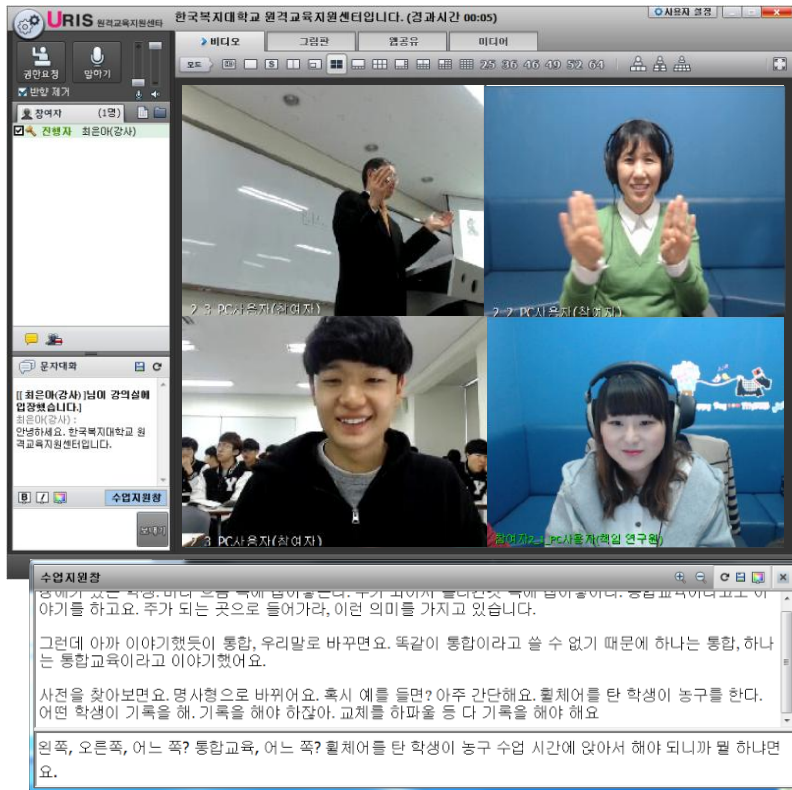 URIS 원격교육지원센터
한국복지대학교 원격교육지원센터입니다. (경과시간 00:05)
사용자 설정
비디오
그림판
웹공유
미디어
권한요청
말하기
모드
25 36 46 49 52 64
반향 제거
참여자 (1명)
진행자 최은아(강사)
2_3_PC사용자(참여자)
2_2_PC사용자(참여자)
문자대화
[[ 최은아(강사) ]님이 강의실에
입장했습니다.]
최은아(강사) :
안녕하세요. 한국복지대학교 원
격교육지원센터입니다.
수업지원창
보내기
2_3_PC사용자(참여자)
참여자2_1_PC사용자(책임 연구원)
수업지원창
야기를 하고요. 주가 되는 곳으로 들어가라, 이런 의미를 가지고 있습니다.
그런데 아까 이야기했듯이 통합, 우리말로 바꾸면요. 똑같이 통합이라고 쓸 수 없기 때문에 하나는 통합, 하나
는 통합교육이라고 이야기했어요.
사전을 찾아보면요. 명사형으로 바뀌어요. 혹시 예를 들면? 아주 간단해요. 휠체어를 탄 학생이 농구를 한다.
어떤 학생이 기록을 해. 기록을 해야 하잖아. 교체를 하파울 등 다 기록을 해야 해요
왼쪽, 오른쪽, 어느 쪽? 통합교육, 어느 쪽? 휠체어를 탄 학생이 농구 수업 시간에 앉아서 해야 되니까 뭘 하냐면
요.